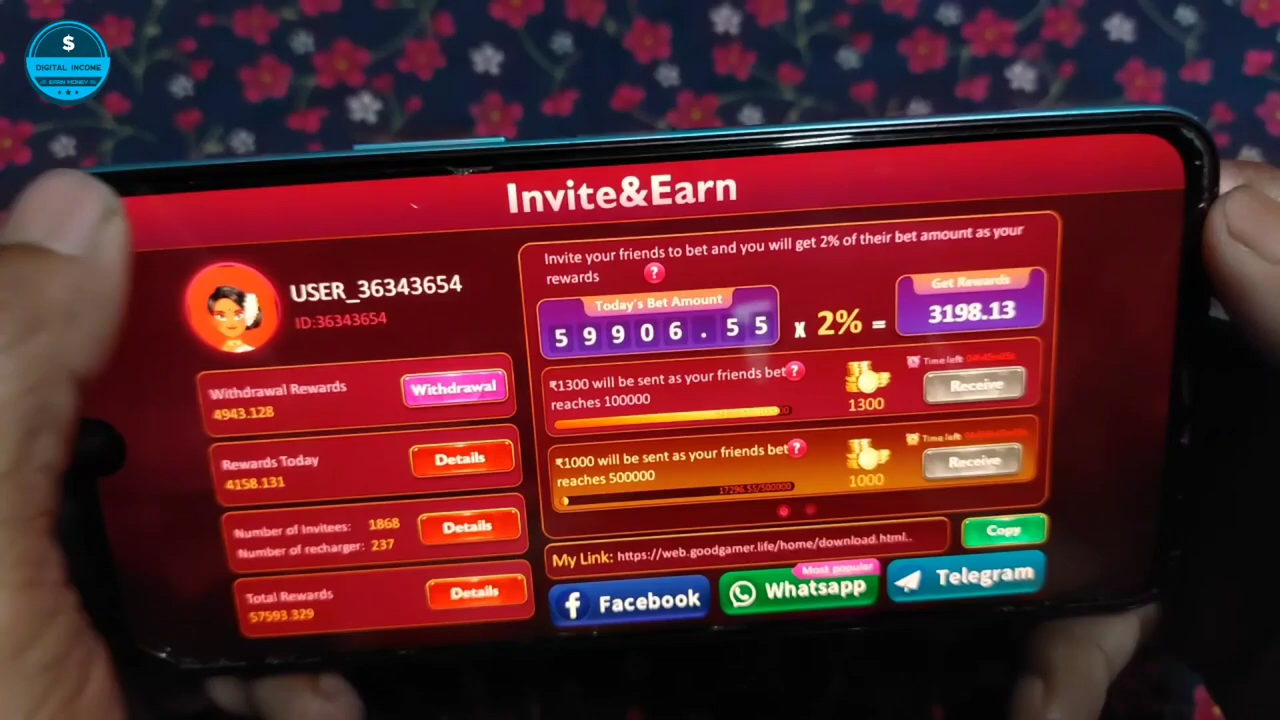 $
DIGITAL INCOME
EARN MONEY
Invite&Earn
USER_36343654
ID:36343654
Withdrawal Rewards
4943.128
Withdrawal
Rewards Today
4158.131
Details
Number of Invitees: 1868
Number of recharger: 237
Details
Total Rewards
57593.329
Details
Invite your friends to bet and you will get 2% of their bet amount as your
rewards ?
Today's Bet Amount
59906.55
x 2% =
Get Rewards
3198.13
₹1300 will be sent as your friends bet ?
reaches 100000
1300
Time left
Receive
₹1000 will be sent as your friends bet ?
reaches 500000
17296.55/500000
1000
Time left
Receive
My Link: https://web.goodgamer.life/home/download.html..
Copy
Facebook
Most popular
Whatsapp
Telegram